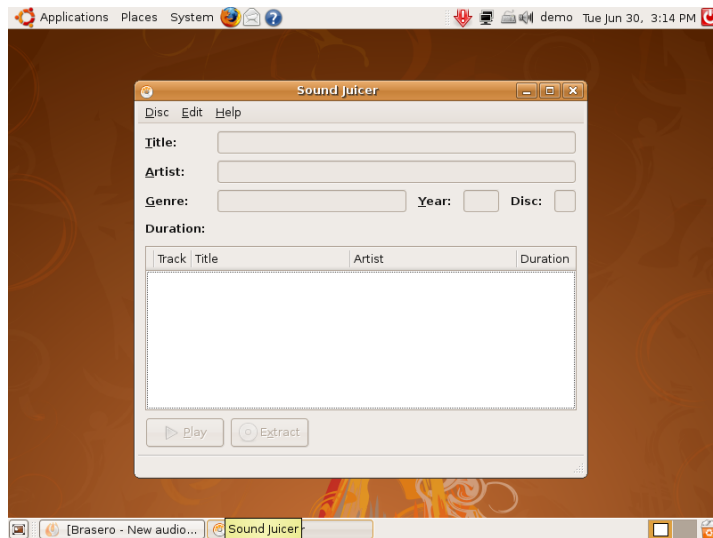 Applications Places System demo Tue Jun 30, 3:14 PM
Sound Juicer
Disc Edit Help
Title:
Artist:
Genre: Year: Disc:
Duration:
Track Title Artist Duration
Play Extract
[Brasero - New audio... Sound Juicer